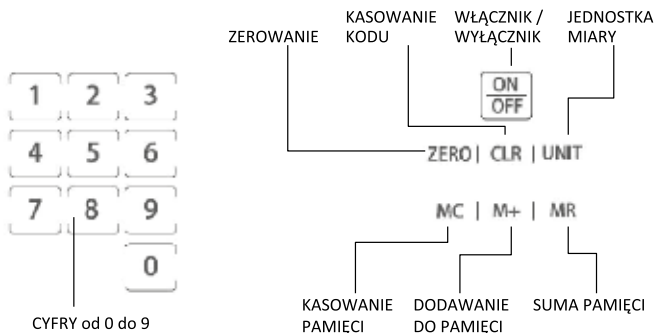 KASOWANIE WŁĄCZNIK / JEDNOSTKA
ZEROWANIE KODU WYŁĄCZNIK MIARY
ON
OFF
1 2 3
4 5 6
ZERO | CLR | UNIT
7 8 9
MC | M+ | MR
0
KASOWANIE DODAWANIE SUMA PAMIĘCI
PAMIĘCI DO PAMIĘCI
CYFRY od 0 do 9